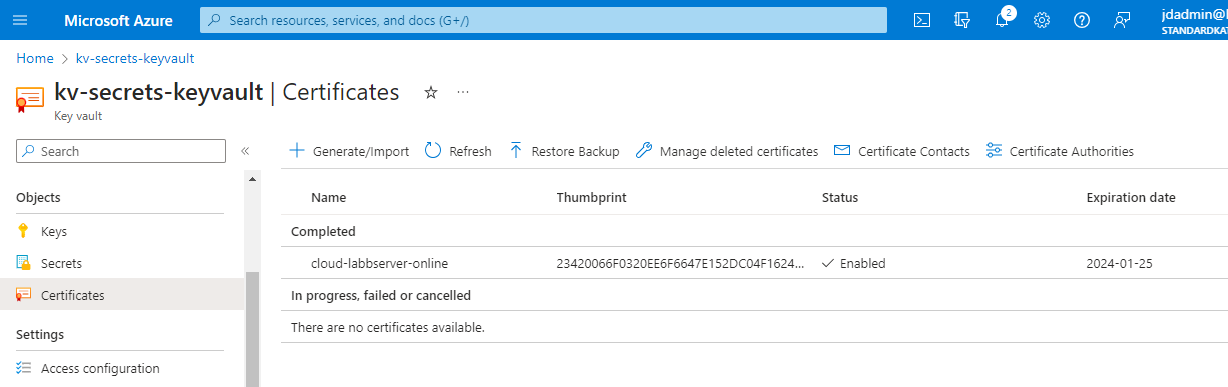 Microsoft Azure
Search resources, services, and docs (G+/)
2
jdadmin@
STANDARDKAT
Home > kv-secrets-keyvault
kv-secrets-keyvault | Certificates
Key vault
Search
Generate/Import
Refresh
Restore Backup
Manage deleted certificates
Certificate Contacts
Certificate Authorities
Objects
Keys
Secrets
Certificates
Settings
Access configuration
Name Thumbprint Status Expiration date
Completed
cloud-labbserver-online 23420066F0320EE6F6647E152DC04F1624... Enabled 2024-01-25
In progress, failed or cancelled
There are no certificates available.